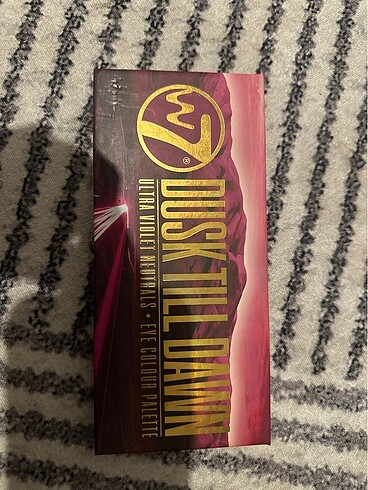 W7®
DUSK TILL DAWN
ULTRA VIOLET NEUTRALS • EYE COLOUR PALETTE